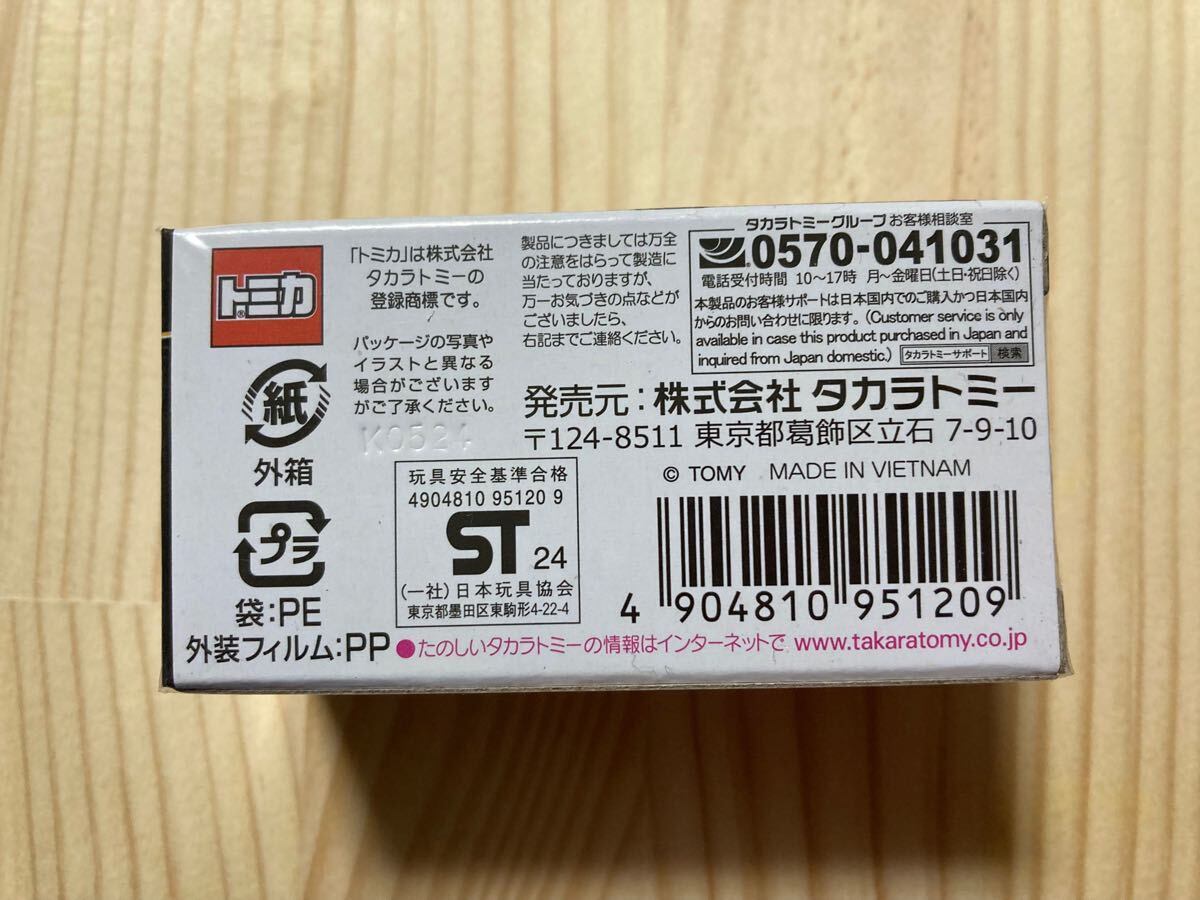 トミカ®
「トミカ」は株式会社
タカラトミーの
登録商標です。
パッケージの写真や
イラストと異なる
場合がございます
がご了承ください。
K0524
製品につきましては万全
の注意をはらって製造に
当たっておりますが、
万一お気づきの点などが
ございましたら、
右記までご連絡ください。
タカラトミーグループ お客様相談室
0570-041031
電話受付時間 10〜17時 月〜金曜日(土日・祝日除く)
本製品のお客様サポートは日本国内でのご購入かつ日本国内
からのお問い合わせに限ります。(Customer service is only
available in case this product purchased in Japan and
inquired from Japan domestic.) タカラトミーサポート 検索
発売元:株式会社 タカラトミー
〒124-8511 東京都葛飾区立石 7-9-10
© TOMY MADE IN VIETNAM
紙
外箱
プラ
袋:PE
外装フィルム:PP
玩具安全基準合格
4904810 95120 9
ST 24
(一社)日本玩具協会
東京都墨田区東駒形4-22-4
4 904810 951209
●たのしいタカラトミーの情報はインターネットで www.takaratomy.co.jp